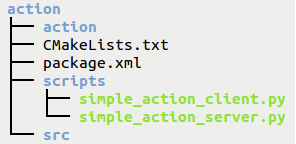 action
action
CMakeLists.txt
package.xml
scripts
simple_action_client.py
simple_action_server.py
src